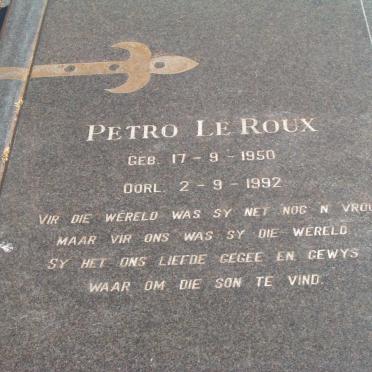 PETRO LE ROUX
GEB. 17-9-1950
OORL. 2-9-1992
VIR DIE WÊRELD WAS SY NET NOG N VROU
MAAR VIR ONS WAS SY DIE WÊRELD
SY HET ONS LIEFDE GEGEE EN GEWYS
WAAR OM DIE SON TE VIND.